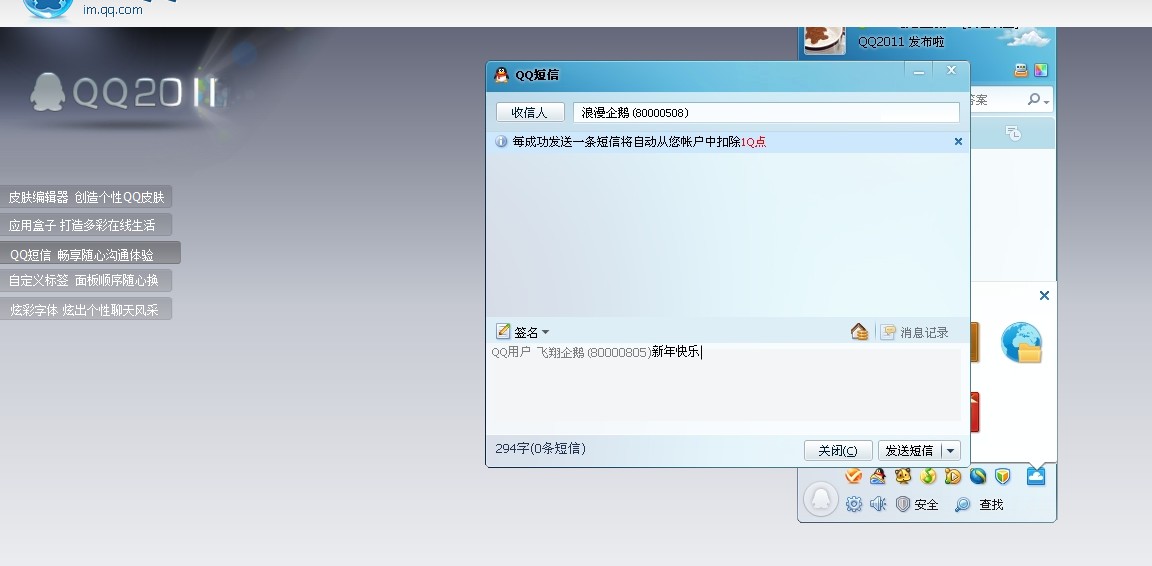 im.qq.com
QQ2011 发布啦
QQ2011
QQ短信
答案
收信人
浪漫企鹅 (80000508)
每成功发送一条短信将自动从您帐户中扣除1Q点
皮肤编辑器 创造个性QQ皮肤
应用盒子 打造多彩在线生活
QQ短信 畅享随心沟通体验
自定义标签 面板顺序随心换
炫彩字体 炫出个性聊天风采
签名
消息记录
QQ用户 飞翔企鹅 (80000805)新年快乐
294字(0条短信)
关闭(C)
发送短信
安全
查找